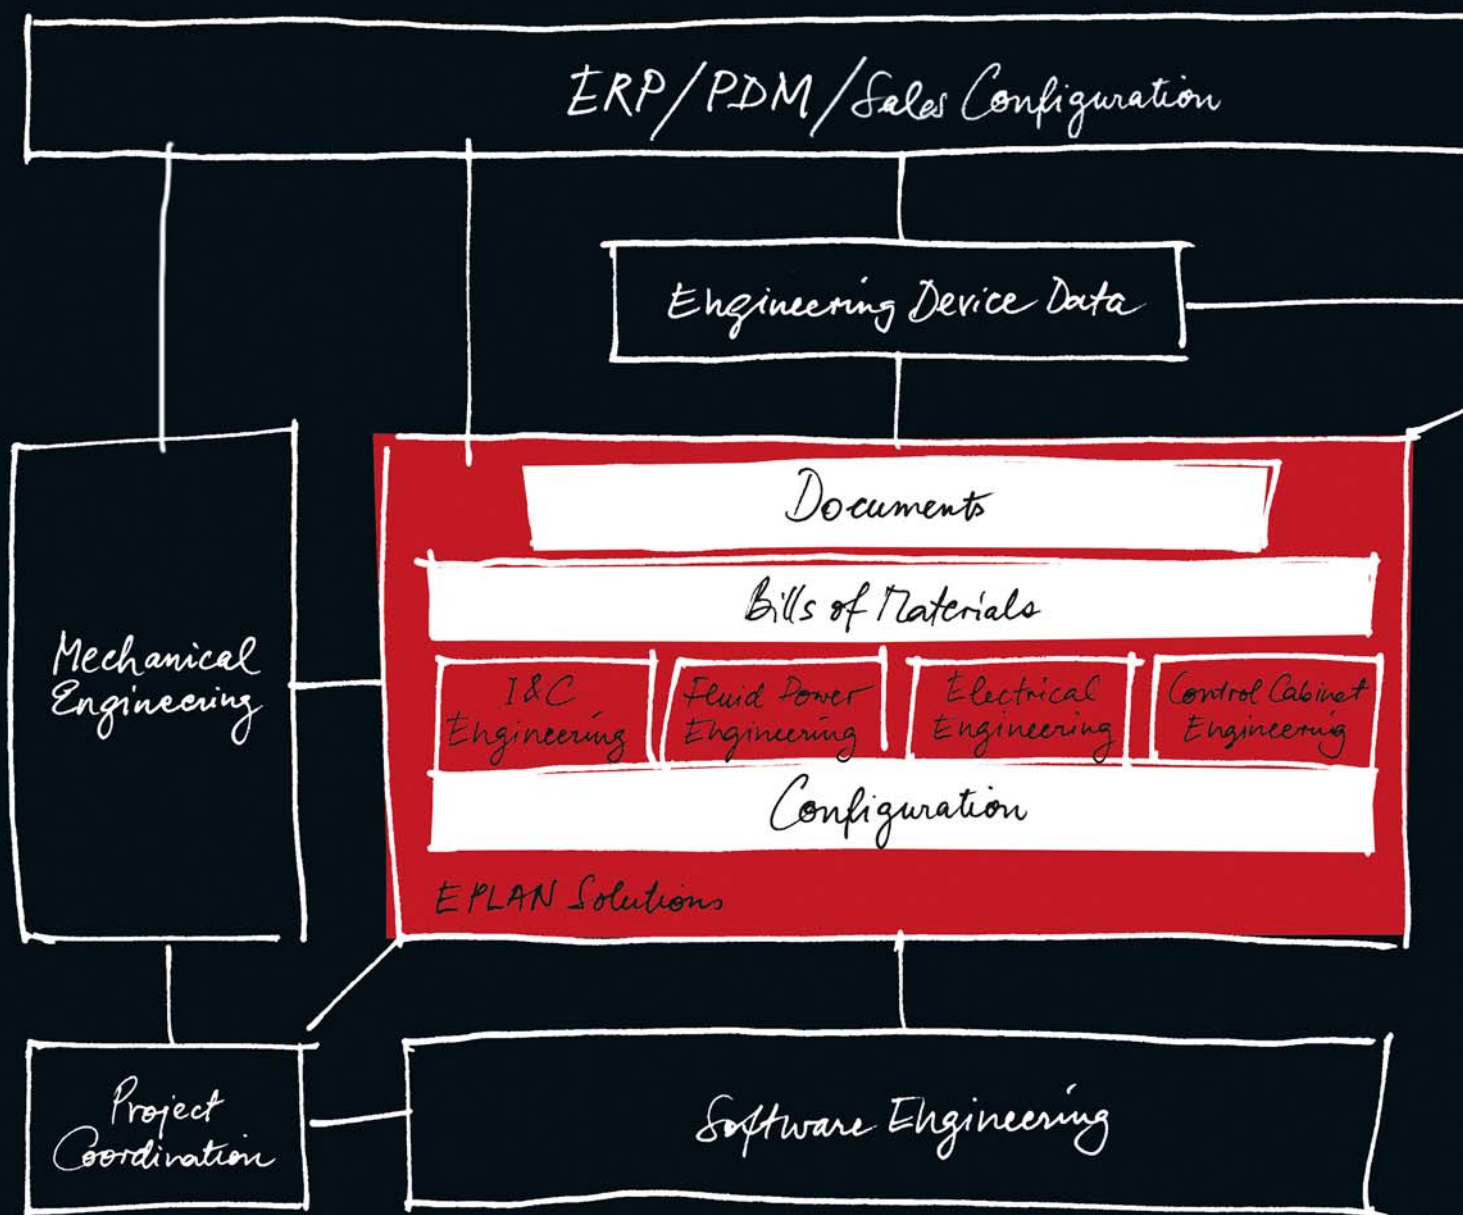 ERP/PDM/Sales Configuration
Engineering Device Data
Documents
Bills of Materials
Mechanical
Engineering
I&C
Engineering
Fluid Power
Engineering
Electrical
Engineering
Control Cabinet
Engineering
Configuration
EPLAN Solutions
Project
Coordination
Software Engineering